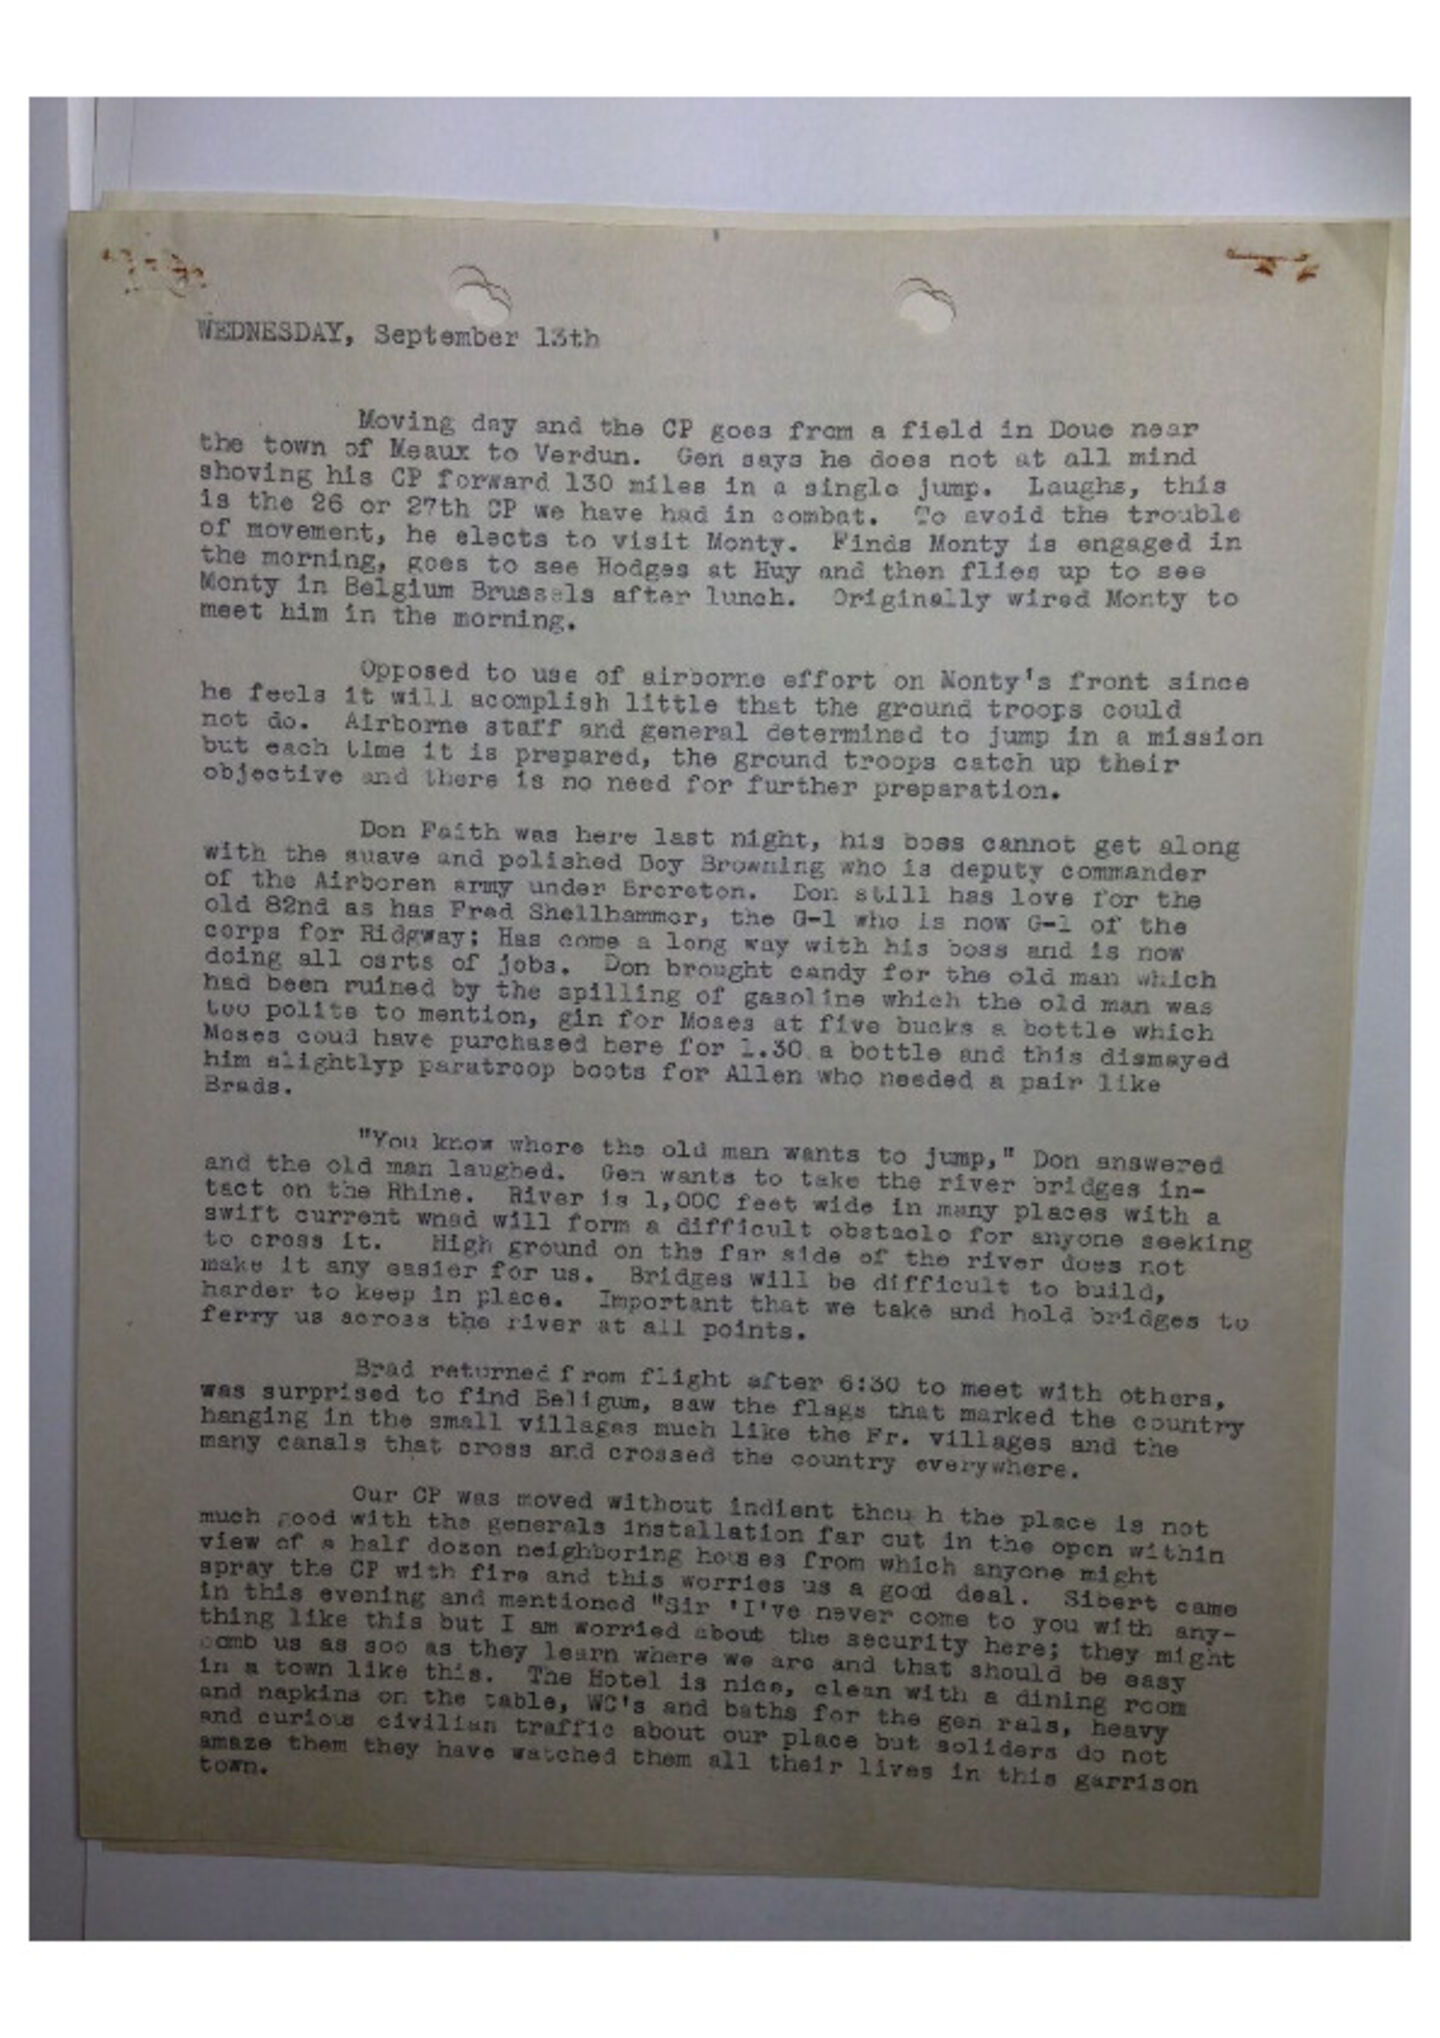 WEDNESDAY, September 13th
Moving day and the CP goes from a field in Doue near
the town of Meaux to Verdun. Gen says he does not at all mind
shoving his CP forward 130 miles in a single jump. Laughs, this
is the 26 or 27th CP we have had in combat. To avoid the trouble
of movement, he elects to visit Monty. Finds Monty is engaged in
the morning, goes to see Hodges at Huy and then flies up to see
Monty in Belgium Brussels after lunch. Originally wired Monty to
meet him in the morning.
Opposed to use of airborne effort on Monty's front since
he feels it will acomplish little that the ground troops could
not do. Airborne staff and general determined to jump in a mission
but each time it is prepared, the ground troops catch up their
objective and there is no need for further preparation.
Don Faith was here last night, his boss cannot get along
with the suave and polished Boy Browning who is deputy commander
of the Airboren army under Brereton. Don still has love for the
old 82nd as has Fred Shellhammer, the G-1 who is now G-1 of the
corps for Ridgway; Has come a long way with his boss and is now
doing all osrts of jobs. Don brought candy for the old man which
had been ruined by the spilling of gasoline which the old man was
too polite to mention, gin for Moses at five bucks a bottle which
Moses coud have purchased here for 1.30 a bottle and this dismayed
him slightlyp paratroop boots for Allen who needed a pair like
Brads.
"You know where the old man wants to jump," Don answered
and the old man laughed. Gen wants to take the river bridges in-
tact on the Rhine. River is 1,000 feet wide in many places with a
swift current wnad will form a difficult obstacle for anyone seeking
to cross it. High ground on the far side of the river does not
make it any easier for us. Bridges will be difficult to build,
harder to keep in place. Important that we take and hold bridges to
ferry us across the river at all points.
Brad returned from flight after 6:30 to meet with others,
was surprised to find Beligum, saw the flags that marked the country
hanging in the small villages much like the Fr. villages and the
many canals that cross and crossed the country everywhere.
Our CP was moved without indient thou h the place is not
much good with the generals installation far out in the open within
view of a half dozen neighboring houses from which anyone might
spray the CP with fire and this worries us a good deal. Sibert came
in this evening and mentioned "Sir 'I've never come to you with any-
thing like this but I am worried about the security here; they might
bomb us as soo as they learn where we are and that should be easy
in a town like this. The Hotel is nice, clean with a dining room
and napkins on the table, WC's and baths for the gen rals, heavy
and curious civilian traffic about our place but soliders do not
amaze them they have watched them all their lives in this garrison
town.